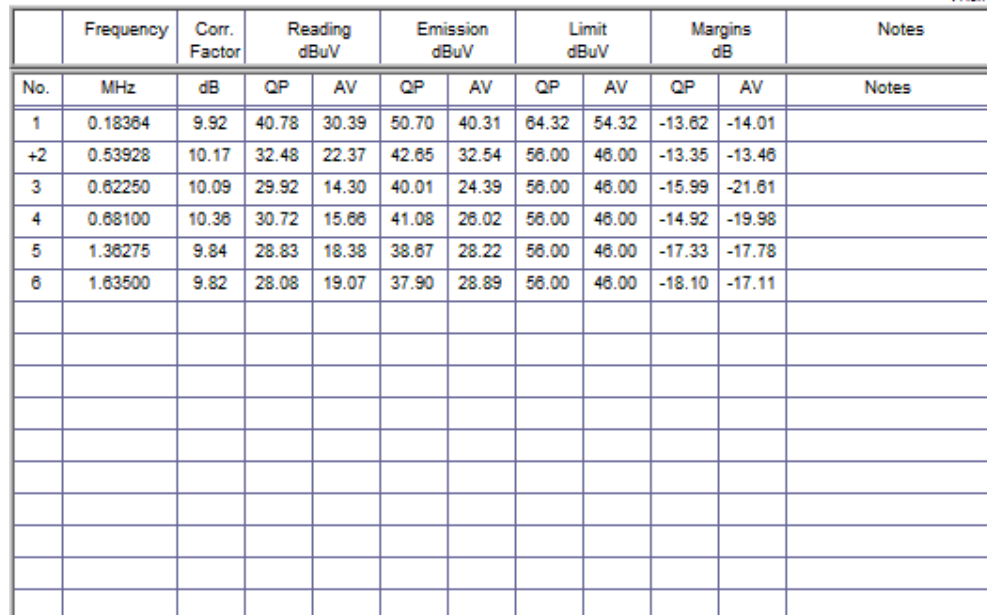 Frequency Corr. Factor Reading dBuV Emission dBuV Limit dBuV Margins dB Notes
No. MHz dB QP AV QP AV QP AV QP AV Notes
1 0.18364 9.92 40.78 30.39 50.70 40.31 64.32 54.32 -13.62 -14.01
+2 0.53928 10.17 32.48 22.37 42.65 32.54 56.00 46.00 -13.35 -13.46
3 0.62250 10.09 29.92 14.30 40.01 24.39 56.00 46.00 -15.99 -21.61
4 0.68100 10.36 30.72 15.66 41.08 26.02 56.00 46.00 -14.92 -19.98
5 1.36275 9.84 28.83 18.38 38.67 28.22 56.00 46.00 -17.33 -17.78
6 1.63500 9.82 28.08 19.07 37.90 28.89 56.00 46.00 -18.10 -17.11